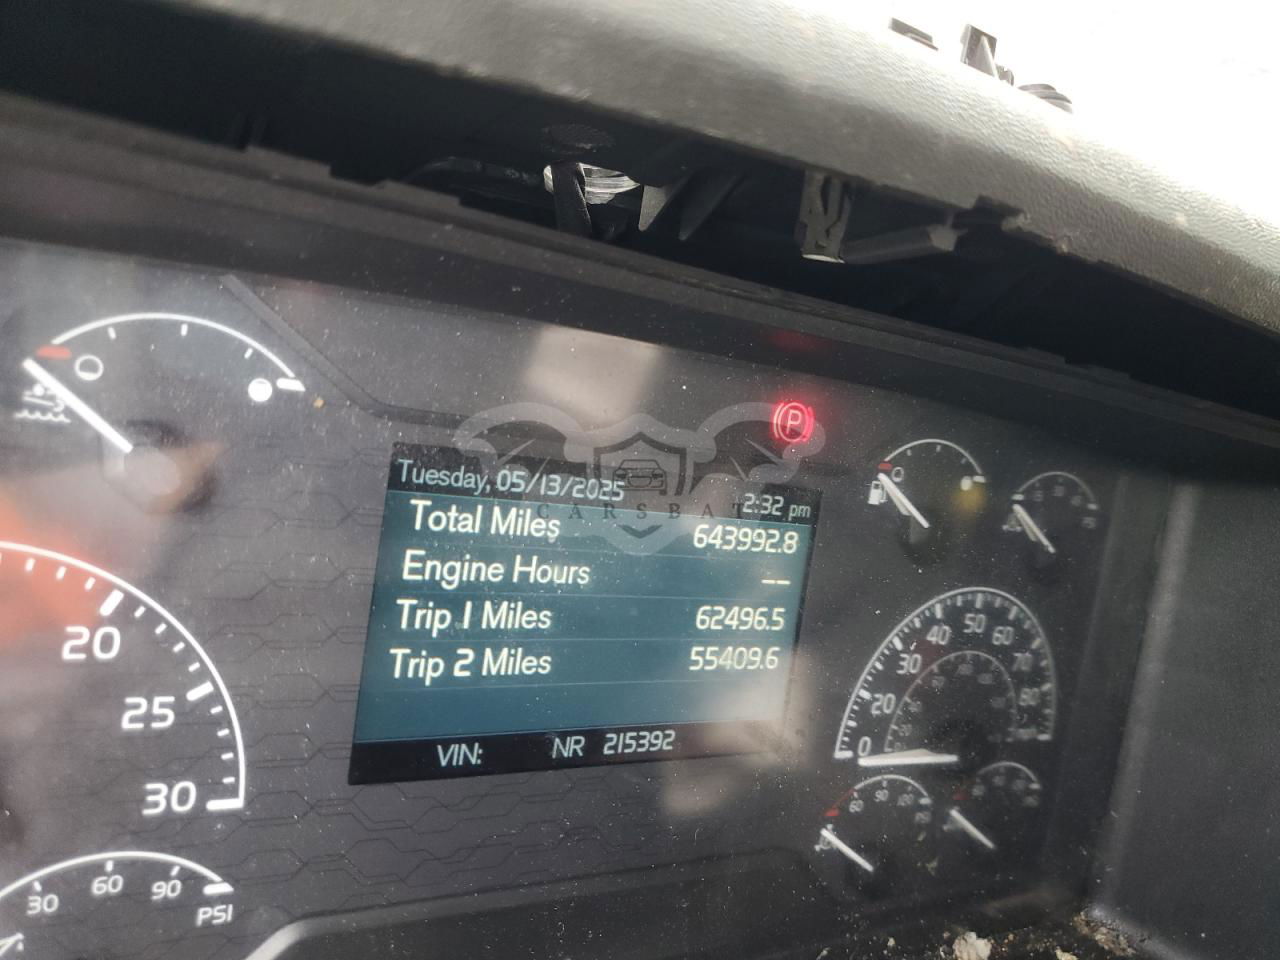 Tuesday, 05/13/2025 2:32 pm
Total Miles 643992.8
Engine Hours --
Trip 1 Miles 62496.5
Trip 2 Miles 55409.6
VIN: NR 215392
P
CARSBAT
20
25
30
30 60 90
PSI
0 20 30 40 50 60 70 80
60 90